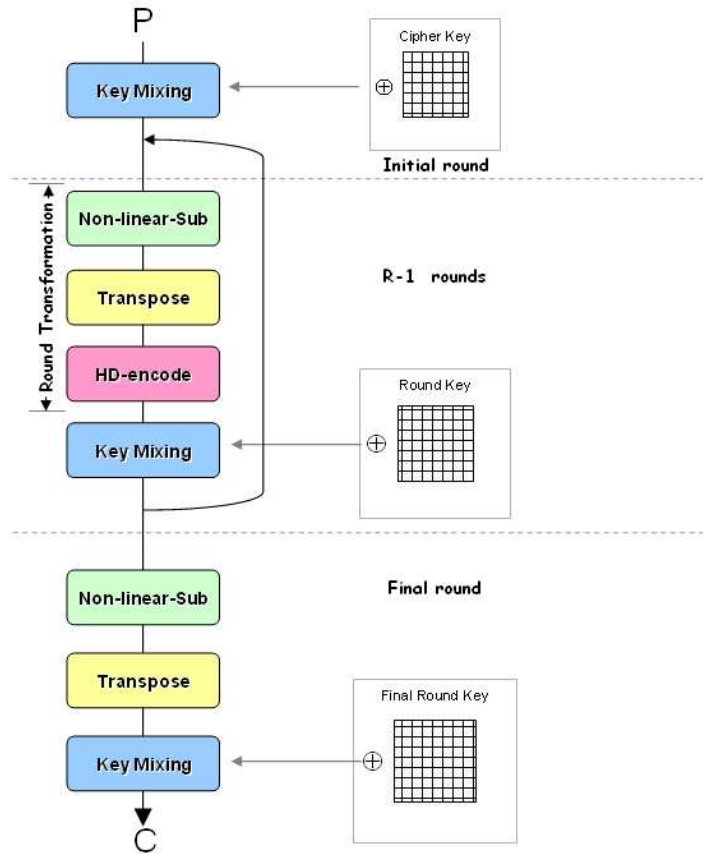 P
Cipher Key
Key Mixing
Initial round
Round Transformation
Non-linear-Sub
R-1 rounds
Transpose
HD-encode
Round Key
Key Mixing
Non-linear-Sub
Final round
Transpose
Final Round Key
Key Mixing
C